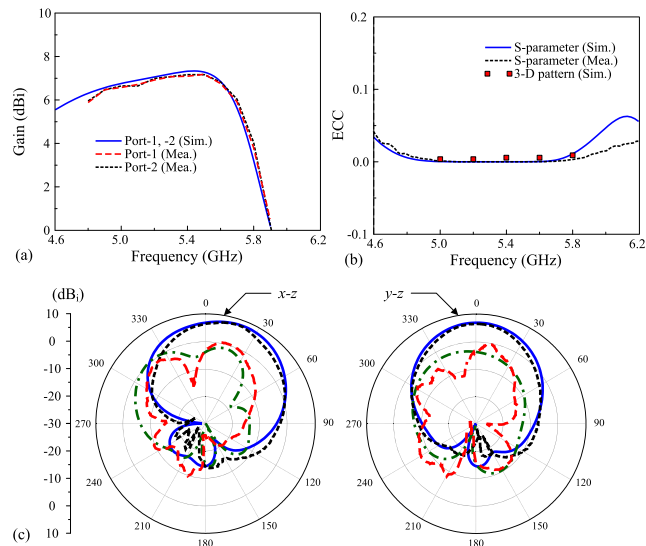 10
8
6
4
2
0
Gain (dBi)
Port-1, -2 (Sim.)
Port-1 (Mea.)
Port-2 (Mea.)
4.6 5.0 5.4 5.8 6.2
Frequency (GHz)
(a)
0.2
0.1
0.0
-0.1
ECC
S-parameter (Sim.)
S-parameter (Mea.)
3-D pattern (Sim.)
4.6 5.0 5.4 5.8 6.2
Frequency (GHz)
(b)
(dBi)
10
0
-10
-20
-30
-20
-10
0
10
x-z
0
30
60
90
120
150
180
210
240
270
300
330
y-z
0
30
60
90
120
150
180
210
240
270
300
330
(c)